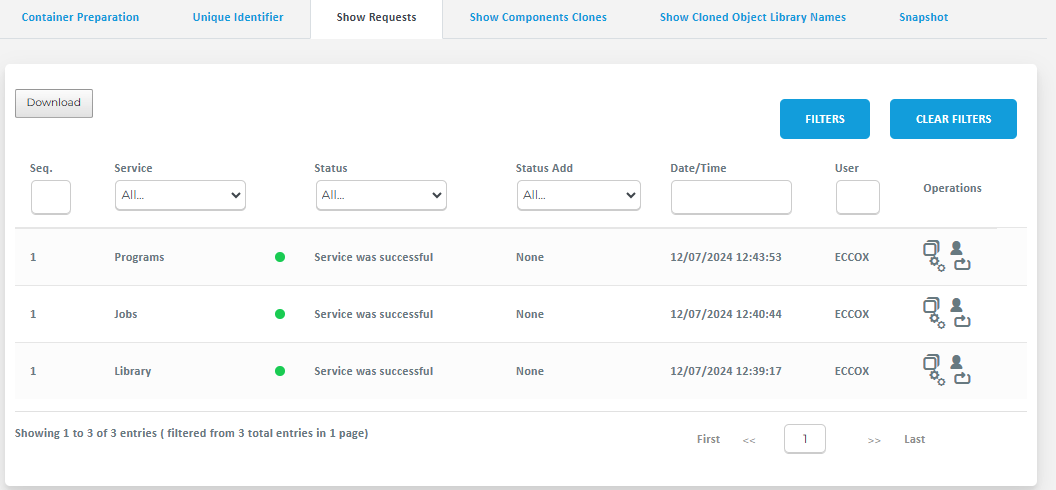 Container Preparation Unique Identifier Show Requests Show Components Clones Show Cloned Object Library Names Snapshot
Download
FILTERS CLEAR FILTERS
Seq. Service Status Status Add Date/Time User Operations
All... All... All...
1 Programs Service was successful None 12/07/2024 12:43:53 ECCOX
1 Jobs Service was successful None 12/07/2024 12:40:44 ECCOX
1 Library Service was successful None 12/07/2024 12:39:17 ECCOX
Showing 1 to 3 of 3 entries ( filtered from 3 total entries in 1 page)
First << 1 >> Last